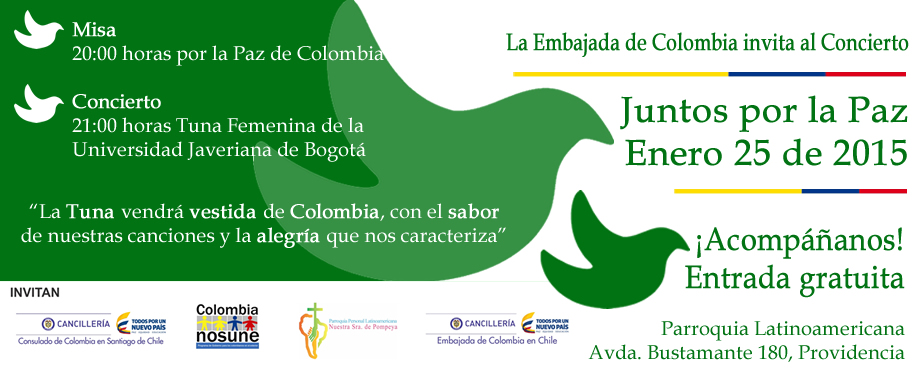 Misa
20:00 horas por la Paz de Colombia
Concierto
21:00 horas Tuna Femenina de la
Universidad Javeriana de Bogotá
“La Tuna vendrá vestida de Colombia, con el sabor
de nuestras canciones y la alegría que nos caracteriza”
La Embajada de Colombia invita al Concierto
Juntos por la Paz
Enero 25 de 2015
¡Acompáñanos!
Entrada gratuita
Parroquia Latinoamericana
Avda. Bustamante 180, Providencia
INVITAN
CANCILLERÍA
TODOS POR UN
NUEVO PAÍS
Consulado de Colombia en Santiago de Chile
Colombia
nosune
Parroquia Personal Latinoamericana
Nuestra Sra. de Pompeya
CANCILLERÍA
TODOS POR UN
NUEVO PAÍS
Embajada de Colombia en Chile